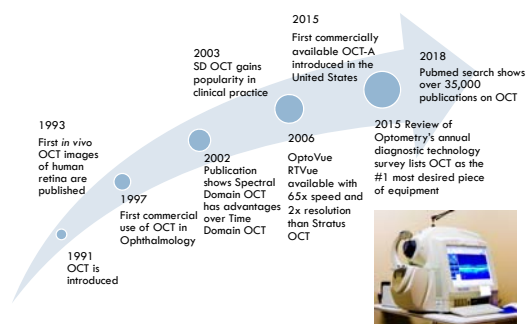 1991
OCT is
introduced
1993
First in vivo
OCT images
of human
retina are
published
1997
First commercial
use of OCT in
Ophthalmology
2002
Publication
shows Spectral
Domain OCT
has advantages
over Time
Domain OCT
2003
SD OCT gains
popularity in
clinical practice
2006
OptoVue
RTVue
available with
65x speed and
2x resolution
than Stratus
OCT
2015
First commercially
available OCT-A
introduced in the
United States
2015 Review of
Optometry's annual
diagnostic technology
survey lists OCT as the
#1 most desired piece
of equipment
2018
Pubmed search shows
over 35,000
publications on OCT